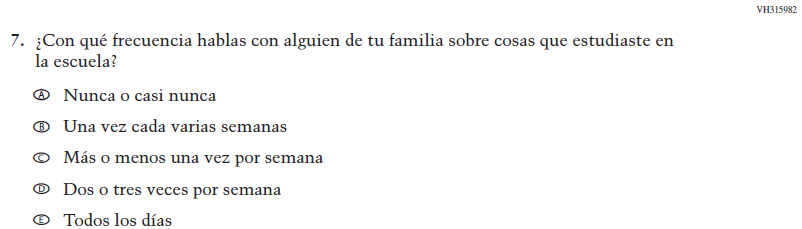 VH315982
7. ¿Con qué frecuencia hablas con alguien de tu familia sobre cosas que estudiaste en
la escuela?
A Nunca o casi nunca
B Una vez cada varias semanas
C Más o menos una vez por semana
D Dos o tres veces por semana
E Todos los días